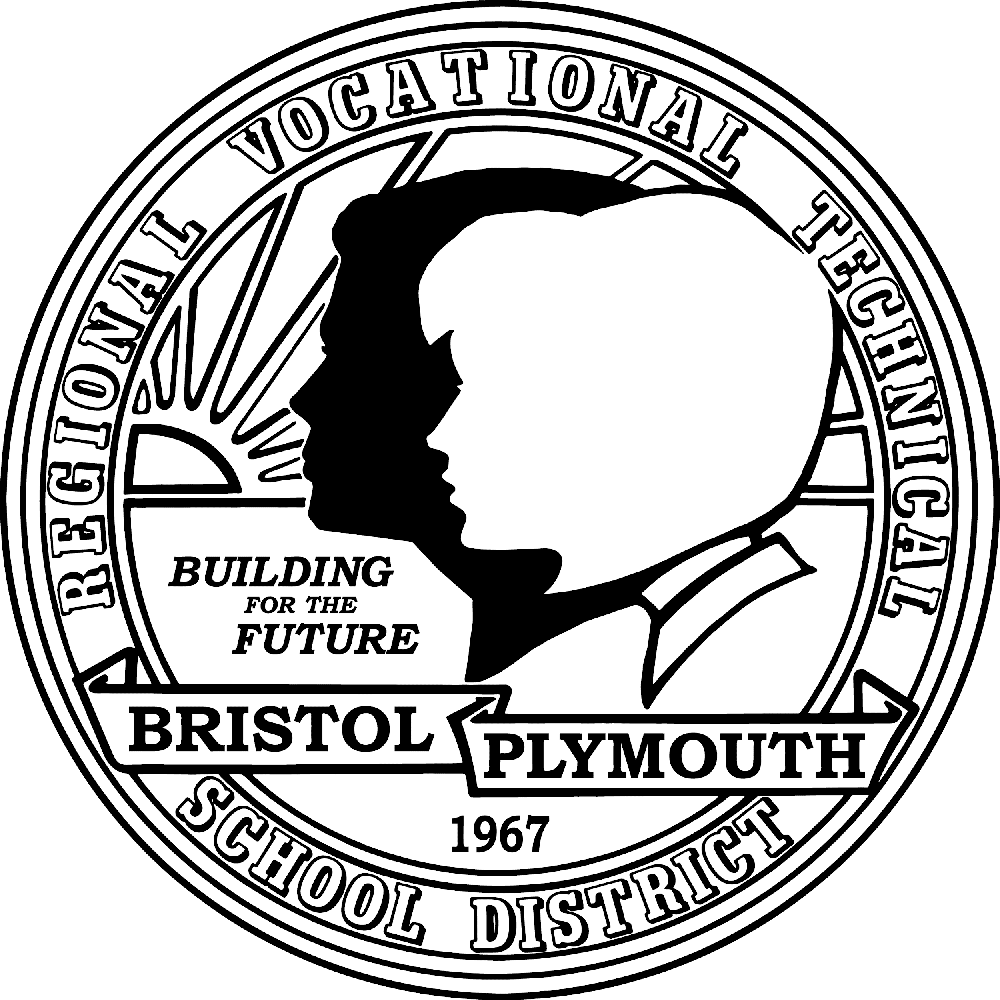 REGIONAL VOCATIONAL TECHNICAL
BUILDING
FOR THE
FUTURE
BRISTOL
PLYMOUTH
1967
SCHOOL DISTRICT